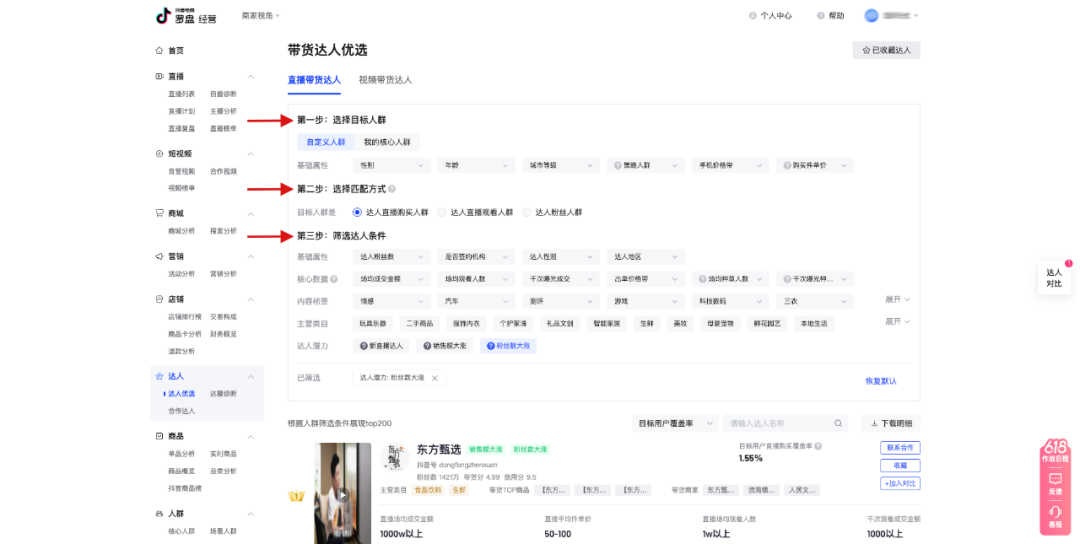 抖音电商
罗盘 经营
商家视角
个人中心
帮助
首页
直播
直播列表 自播诊断
直播计划 主播分析
直播复盘 直播榜单
短视频
自营视频 合作视频
视频榜单
商城
商城分析 搜索分析
营销
活动分析 营销分析
店铺
店铺排行榜 交易构成
商品卡分析 财务概览
退款分析
达人
达人优选 达播诊断
合作达人
商品
单品分析 实时商品
商品概览 品类分析
抖音商品榜
人群
核心人群 场景人群
带货达人优选
已收藏达人
直播带货达人 视频带货达人
第一步：选择目标人群
自定义人群 我的核心人群
基础属性 性别 年龄 城市等级 策略人群 手机价格带 购买件单价
第二步：选择匹配方式
目标人群是 达人直播购买人群 达人直播观看人群 达人粉丝人群
第三步：筛选达人条件
基础属性 达人粉丝数 是否签约机构 达人性别 达人地区
核心数据 场均成交金额 场均观看人数 千次曝光成交 出单价格带 场均种草人数 千次曝光种...
内容标签 情感 汽车 测评 游戏 科技数码 三农 展开
主营类目 玩具乐器 二手商品 服饰内衣 个护家清 礼品文创 智能家居 生鲜 美妆 母婴宠物 鲜花园艺 本地生活 展开
达人潜力 新直播达人 销售额大涨 粉丝数大涨
已筛选 达人潜力: 粉丝数大涨
恢复默认
根据人群筛选条件展现top200
目标用户覆盖率 请输入达人名称 下载明细
东方甄选 销售额大涨 粉丝数大涨
抖音号 dongfangzhenxuan
粉丝数 1421万 带货分 4.99 信用分 9.5
主营类目 食品饮料 生鲜 带货TOP商品 【东方... 【东方... 【东方... 带货商家 东方甄... 沧海情... 人民文...
目标用户直播购买覆盖率
1.55%
联系合作
收藏
+加入对比
直播场均成交金额 直播平均件单价 直播场均观看人数 千次观看成交金额
1000w以上 50-100 1w以上 1000以上
达人
对比
1
618
作战日报
反馈
客服